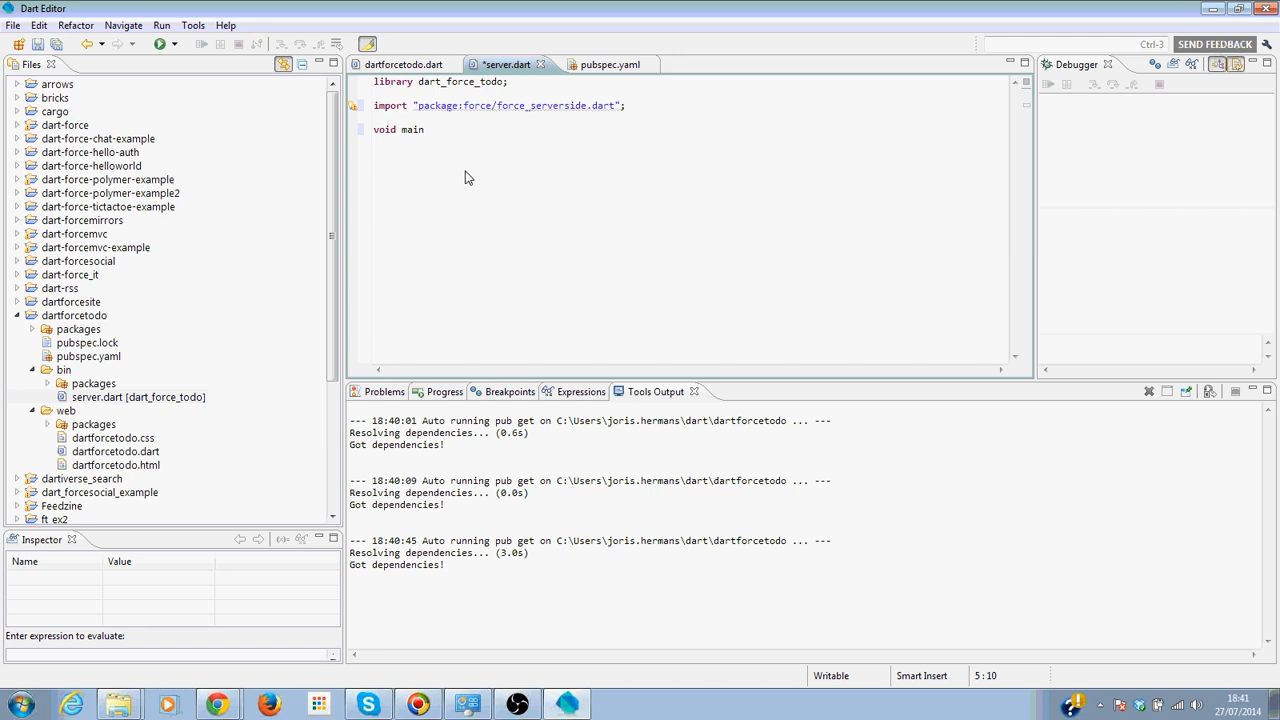 Dart Editor
File Edit Refactor Navigate Run Tools Help
Ctrl-3 SEND FEEDBACK
Files
arrows
bricks
cargo
dart-force
dart-force-chat-example
dart-force-hello-auth
dart-force-helloworld
dart-force-polymer-example
dart-force-polymer-example2
dart-force-tictactoe-example
dart-forcemirrors
dart-forcemvc
dart-forcemvc-example
dart-forcesocial
dart-force_it
dart-rss
dartforcesite
dartforcetodo
packages
pubspec.lock
pubspec.yaml
bin
packages
server.dart [dart_force_todo]
web
packages
dartforcetodo.css
dartforcetodo.dart
dartforcetodo.html
dartiverse_search
dart_forcesocial_example
Feedzine
ft_ex2
dartforcetodo.dart *server.dart pubspec.yaml
library dart_force_todo;
import "package:force/force_serverside.dart";
void main
Debugger
Inspector
Name Value
Enter expression to evaluate:
Problems Progress Breakpoints Expressions Tools Output
--- 18:40:01 Auto running pub get on C:\Users\joris.hermans\dart\dartforcetodo ... ---
Resolving dependencies... (0.6s)
Got dependencies!
--- 18:40:09 Auto running pub get on C:\Users\joris.hermans\dart\dartforcetodo ... ---
Resolving dependencies... (0.0s)
Got dependencies!
--- 18:40:45 Auto running pub get on C:\Users\joris.hermans\dart\dartforcetodo ... ---
Resolving dependencies... (3.0s)
Got dependencies!
Writable Smart Insert 5 : 10
18:41
27/07/2014